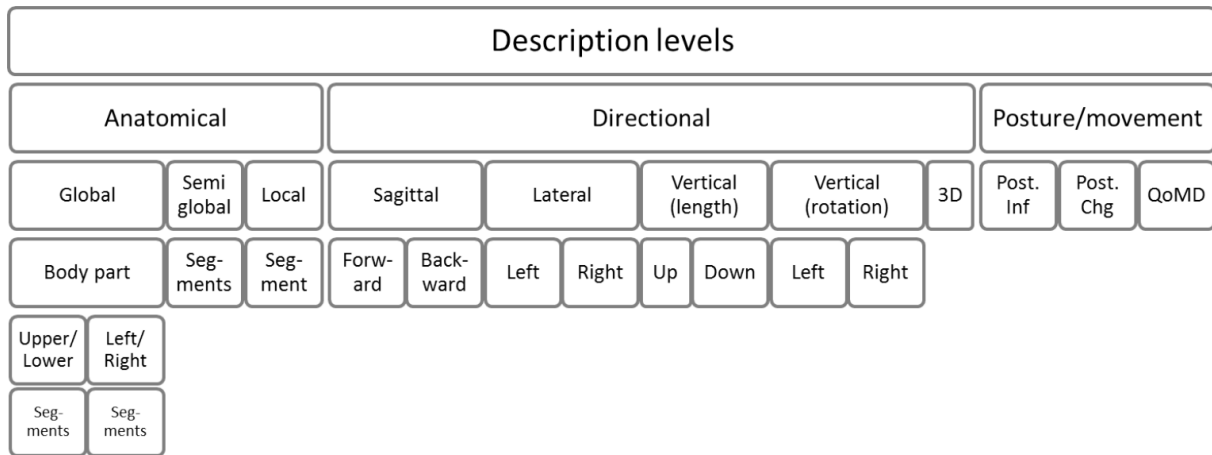 Description levels
Anatomical
Directional
Posture/movement
Global
Semi
global
Local
Sagittal
Lateral
Vertical
(length)
Vertical
(rotation)
3D
Post.
Inf
Post.
Chg
QoMD
Body part
Seg-
ments
Seg-
ment
Forw-
ard
Back-
ward
Left
Right
Up
Down
Left
Right
Upper/
Lower
Left/
Right
Seg-
ments
Seg-
ments